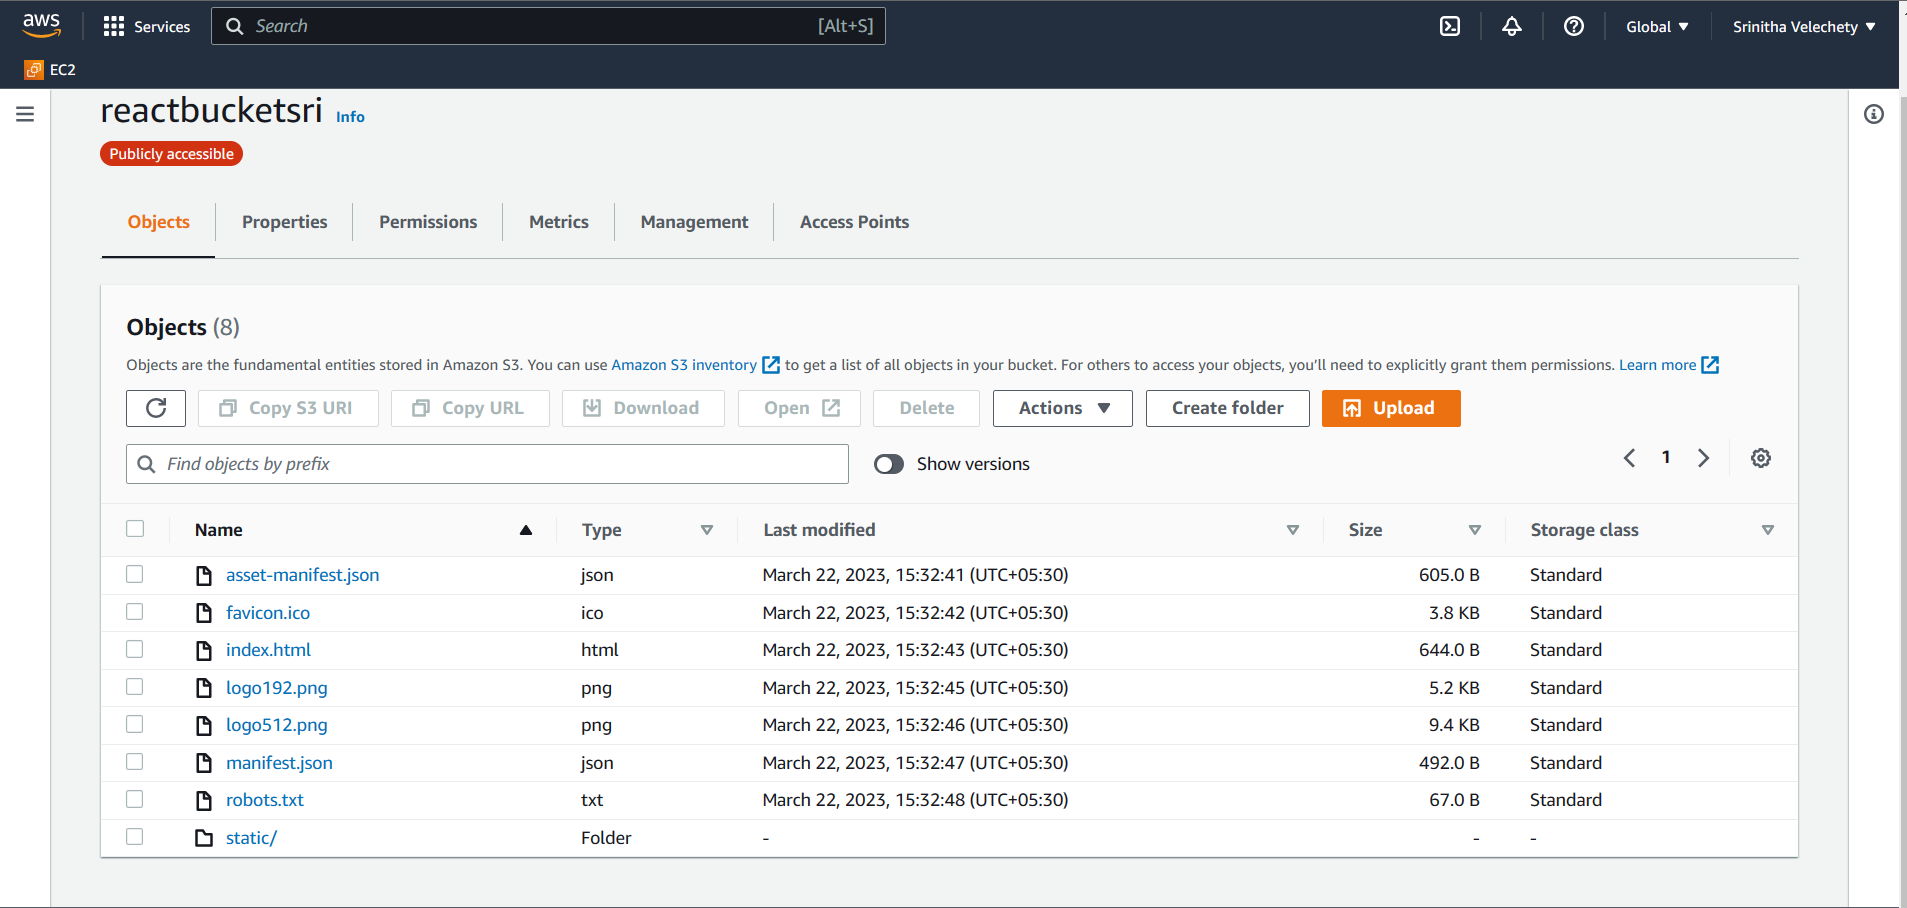 aws Services Search [Alt+S] Global Srinitha Velechety
EC2
reactbucketsri Info
Publicly accessible
Objects Properties Permissions Metrics Management Access Points
Objects (8)
Objects are the fundamental entities stored in Amazon S3. You can use Amazon S3 inventory to get a list of all objects in your bucket. For others to access your objects, you’ll need to explicitly grant them permissions. Learn more
Copy S3 URI Copy URL Download Open Delete Actions Create folder Upload
Find objects by prefix Show versions 1
Name Type Last modified Size Storage class
asset-manifest.json json March 22, 2023, 15:32:41 (UTC+05:30) 605.0 B Standard
favicon.ico ico March 22, 2023, 15:32:42 (UTC+05:30) 3.8 KB Standard
index.html html March 22, 2023, 15:32:43 (UTC+05:30) 644.0 B Standard
logo192.png png March 22, 2023, 15:32:45 (UTC+05:30) 5.2 KB Standard
logo512.png png March 22, 2023, 15:32:46 (UTC+05:30) 9.4 KB Standard
manifest.json json March 22, 2023, 15:32:47 (UTC+05:30) 492.0 B Standard
robots.txt txt March 22, 2023, 15:32:48 (UTC+05:30) 67.0 B Standard
static/ Folder - - -